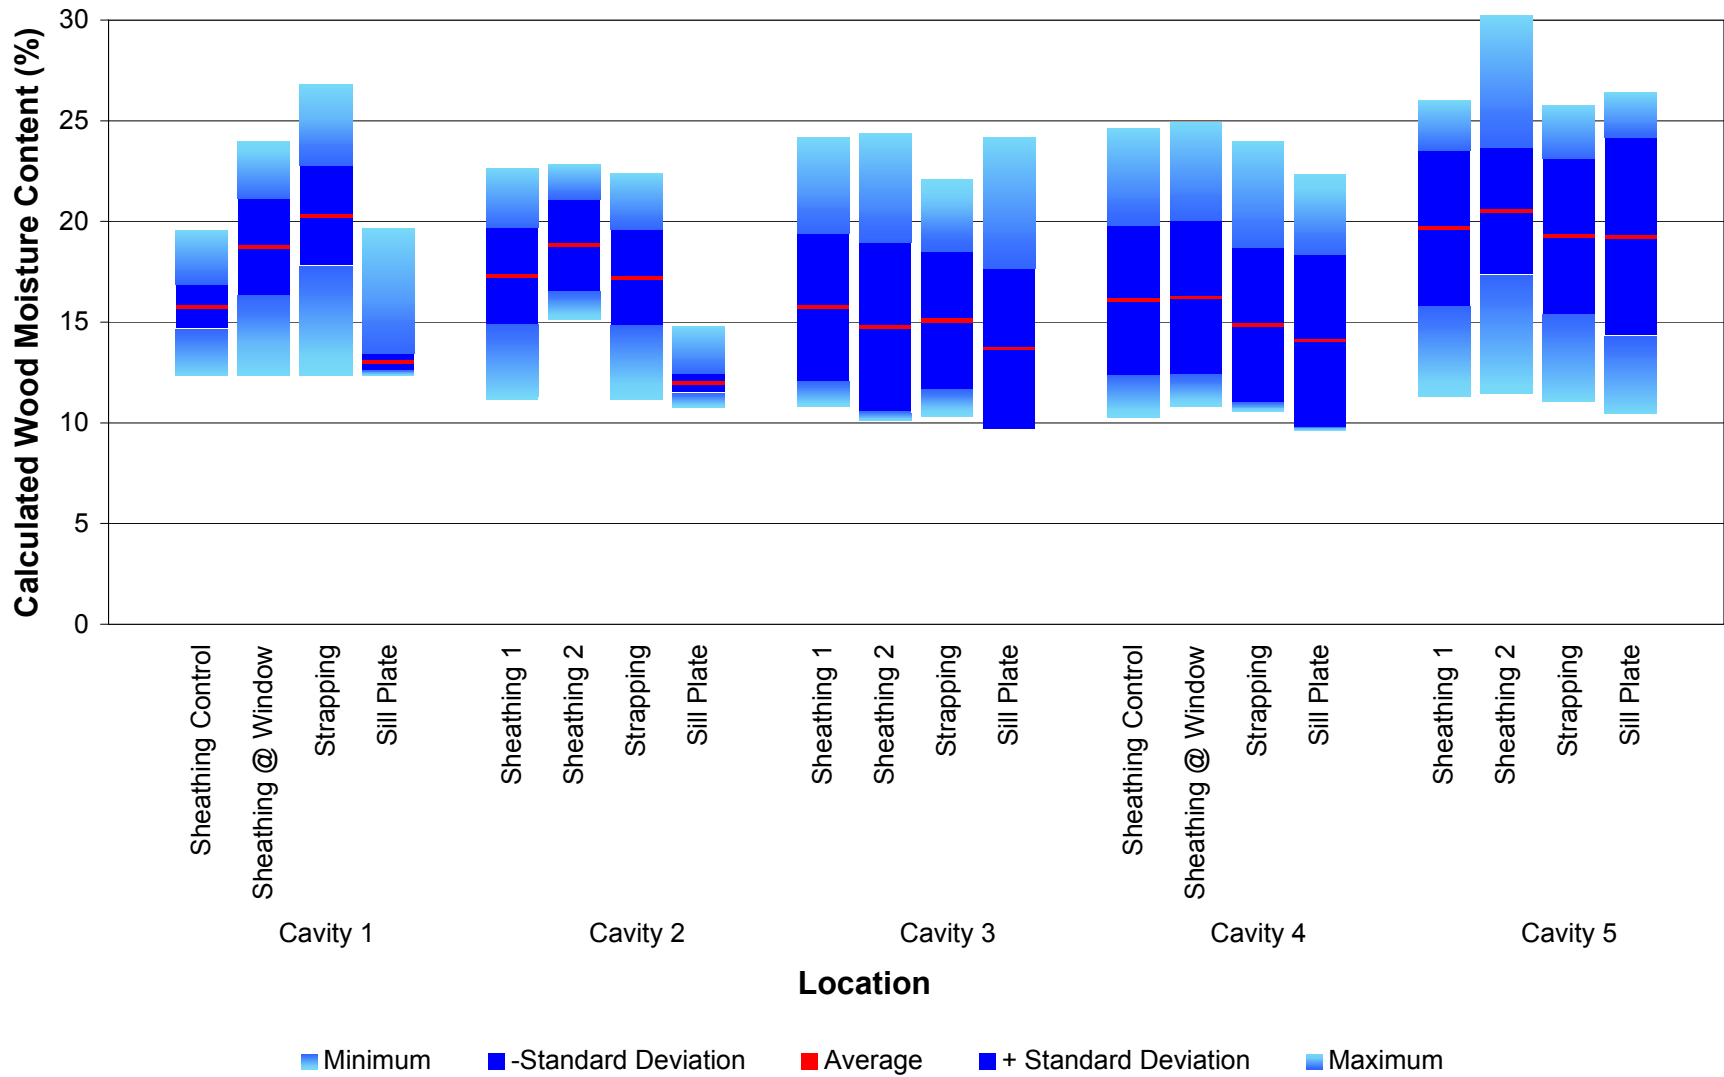 Calculated Wood Moisture Content (%)
30
25
20
15
10
5
0
Sheathing Control
Sheathing @ Window
Strapping
Sill Plate
Sheathing 1
Sheathing 2
Strapping
Sill Plate
Sheathing 1
Sheathing 2
Strapping
Sill Plate
Sheathing Control
Sheathing @ Window
Strapping
Sill Plate
Sheathing 1
Sheathing 2
Strapping
Sill Plate
Cavity 1 Cavity 2 Cavity 3 Cavity 4 Cavity 5
Location
Minimum -Standard Deviation Average + Standard Deviation Maximum